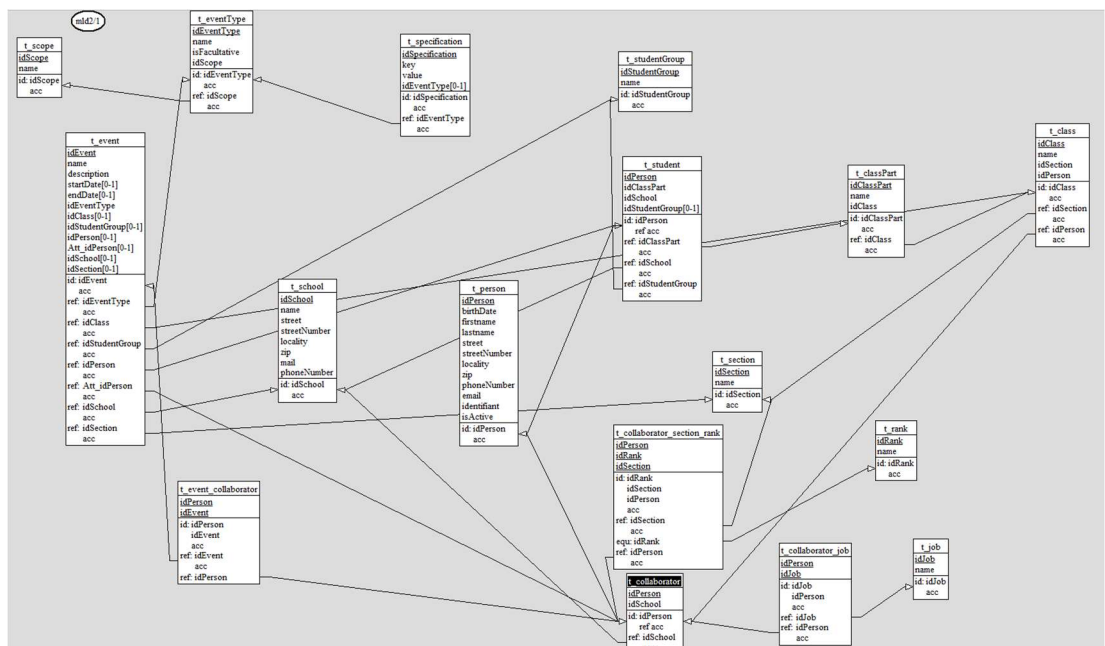 mld2/1
t_scope
idScope
name
id: idScope
acc
t_eventType
idEventType
name
isFacultative
idScope
id: idEventType
acc
ref: idScope
acc
t_specification
idSpecification
key
value
idEventType[0-1]
id: idSpecification
acc
ref: idEventType
acc
t_studentGroup
idStudentGroup
name
id: idStudentGroup
acc
t_event
idEvent
name
description
startDate[0-1]
endDate[0-1]
idEventType
idClass[0-1]
idStudentGroup[0-1]
idPerson[0-1]
Att_idPerson[0-1]
idSchool[0-1]
idSection[0-1]
id: idEvent
acc
ref: idEventType
acc
ref: idClass
acc
ref: idStudentGroup
acc
ref: idPerson
acc
ref: Att_idPerson
acc
ref: idSchool
acc
ref: idSection
acc
t_student
idPerson
idClassPart
idSchool
idStudentGroup[0-1]
id: idPerson
ref acc
ref: idClassPart
acc
ref: idSchool
acc
ref: idStudentGroup
acc
t_classPart
idClassPart
name
idClass
id: idClassPart
acc
ref: idClass
acc
t_class
idClass
name
idSection
idPerson
id: idClass
acc
ref: idSection
acc
ref: idPerson
acc
t_school
idSchool
name
street
streetNumber
locality
zip
mail
phoneNumber
id: idSchool
acc
t_person
idPerson
birthDate
firstname
lastname
street
streetNumber
locality
zip
phoneNumber
email
identifiant
isActive
id: idPerson
acc
t_section
idSection
name
id: idSection
acc
t_collaborator_section_rank
idPerson
idRank
idSection
id: idRank
idSection
idPerson
acc
ref: idSection
acc
equ: idRank
ref: idPerson
acc
t_rank
idRank
name
id: idRank
acc
t_event_collaborator
idPerson
idEvent
id: idPerson
idEvent
acc
ref: idEvent
acc
ref: idPerson
t_collaborator
idPerson
idSchool
id: idPerson
ref acc
ref: idSchool
t_collaborator_job
idPerson
idJob
id: idJob
idPerson
acc
ref: idJob
ref: idPerson
acc
t_job
idJob
name
id: idJob
acc